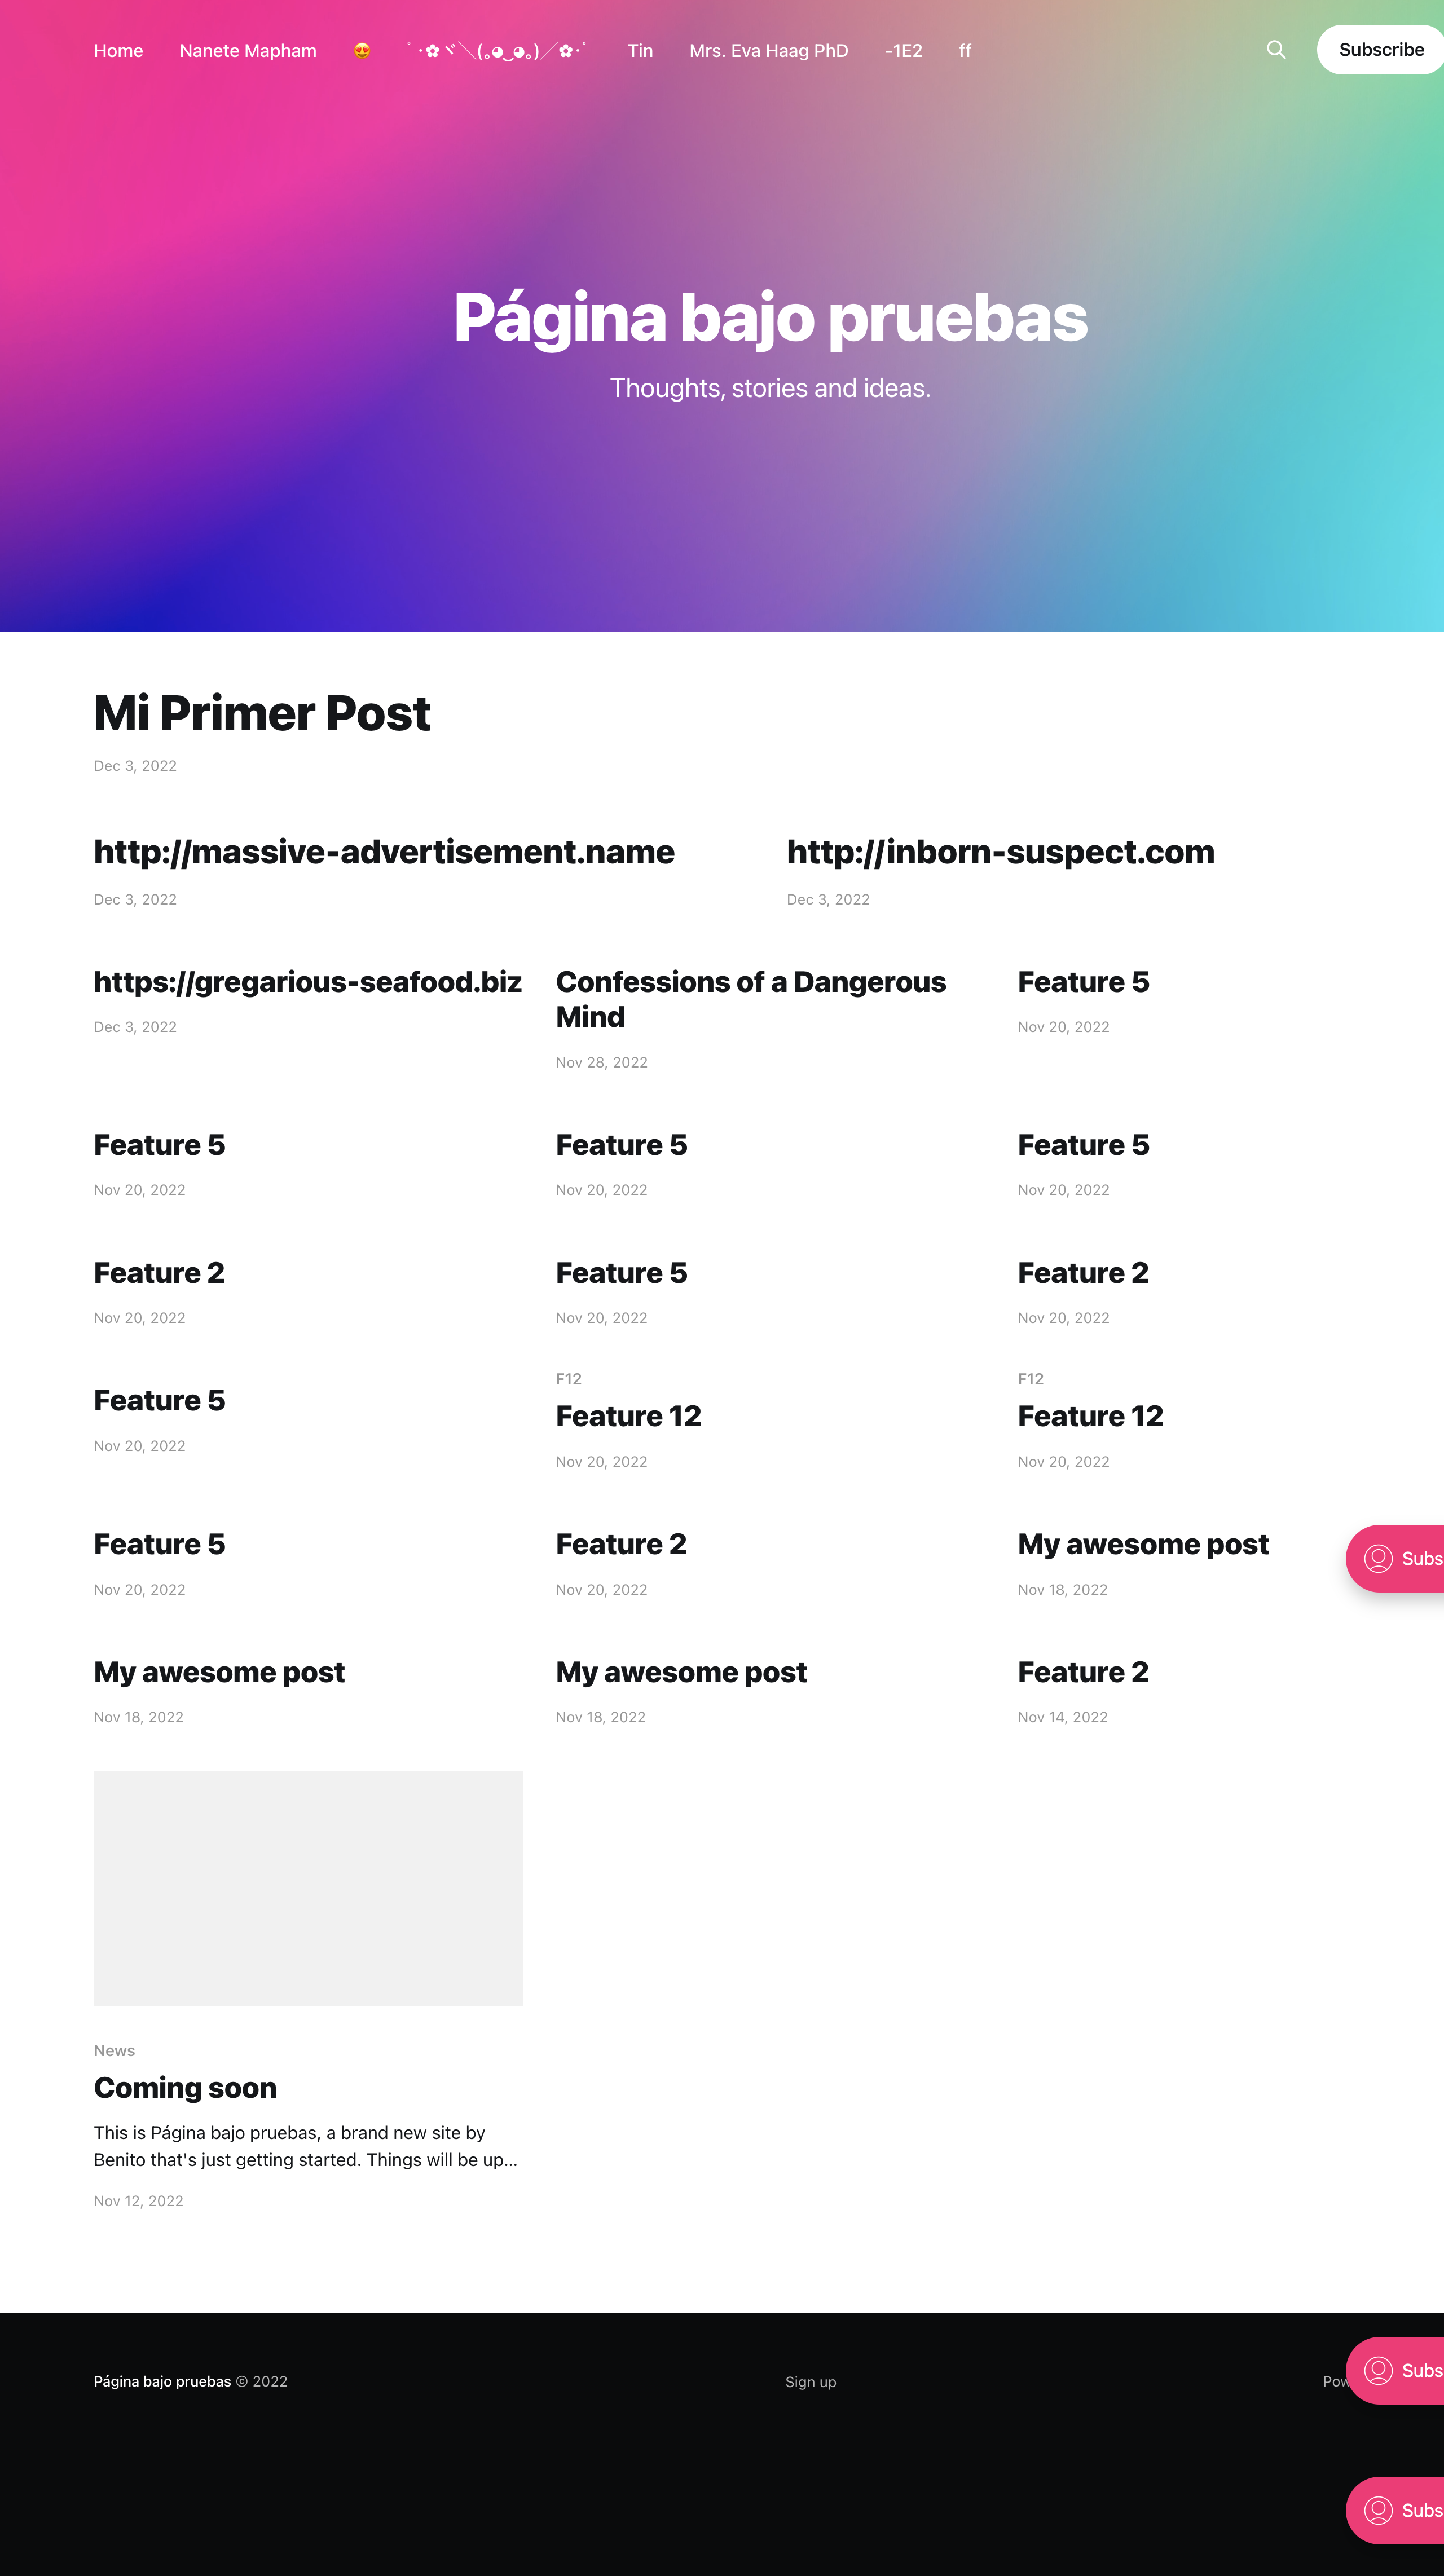 Home Nanete Mapham 😍 ﾟ･✿ヾ╲(｡◕‿◕｡)╱✿･ﾟ Tin Mrs. Eva Haag PhD -1E2 ff Subscribe
Página bajo pruebas
Thoughts, stories and ideas.
Mi Primer Post
Dec 3, 2022
http://massive-advertisement.name
Dec 3, 2022
http://inborn-suspect.com
Dec 3, 2022
https://gregarious-seafood.biz
Dec 3, 2022
Confessions of a Dangerous
Mind
Nov 28, 2022
Feature 5
Nov 20, 2022
Feature 5
Nov 20, 2022
Feature 5
Nov 20, 2022
Feature 5
Nov 20, 2022
Feature 2
Nov 20, 2022
Feature 5
Nov 20, 2022
Feature 2
Nov 20, 2022
Feature 5
Nov 20, 2022
F12
Feature 12
Nov 20, 2022
F12
Feature 12
Nov 20, 2022
Feature 5
Nov 20, 2022
Feature 2
Nov 20, 2022
My awesome post
Nov 18, 2022
Subs
My awesome post
Nov 18, 2022
My awesome post
Nov 18, 2022
Feature 2
Nov 14, 2022
News
Coming soon
This is Página bajo pruebas, a brand new site by
Benito that's just getting started. Things will be up...
Nov 12, 2022
Página bajo pruebas © 2022
Sign up
Pow
Subs
Subs